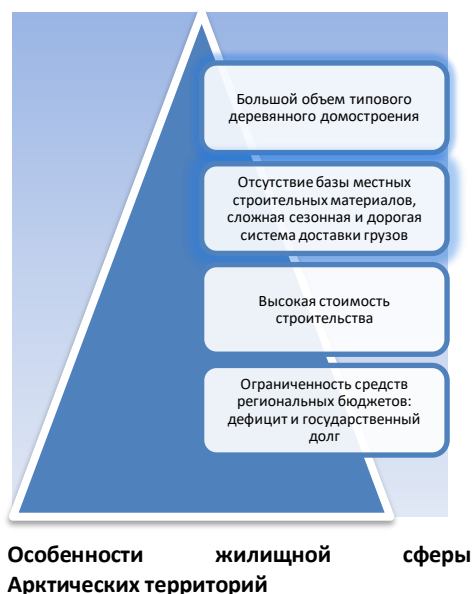 Большой объем типового
деревянного домостроения
Отсутствие базы местных
строительных материалов,
сложная сезонная и дорогая
система доставки грузов
Высокая стоимость
строительства
Ограниченность средств
региональных бюджетов:
дефицит и государственный
долг
Особенности жилищной сферы
Арктических территорий